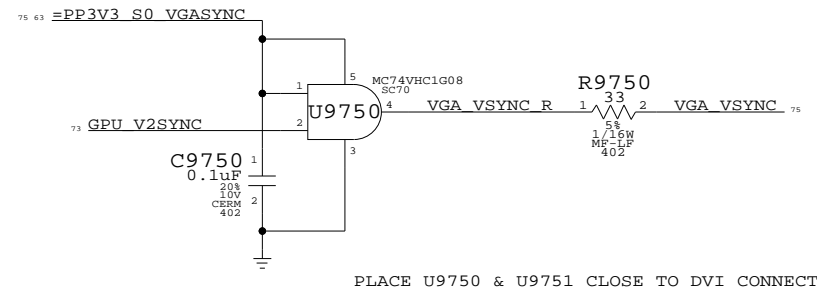 75 63 =PP3V3_S0_VGASYNC
5
MC74VHC1G08
SC70
1
U9750
4
VGA_VSYNC_R
R9750
33
1
2
VGA_VSYNC
75
5%
1/16W
MF-LF
402
73 GPU_V2SYNC
2
3
C9750
1
0.1uF
20%
10V
CERM
402
2
PLACE U9750 & U9751 CLOSE TO DVI CONNECT